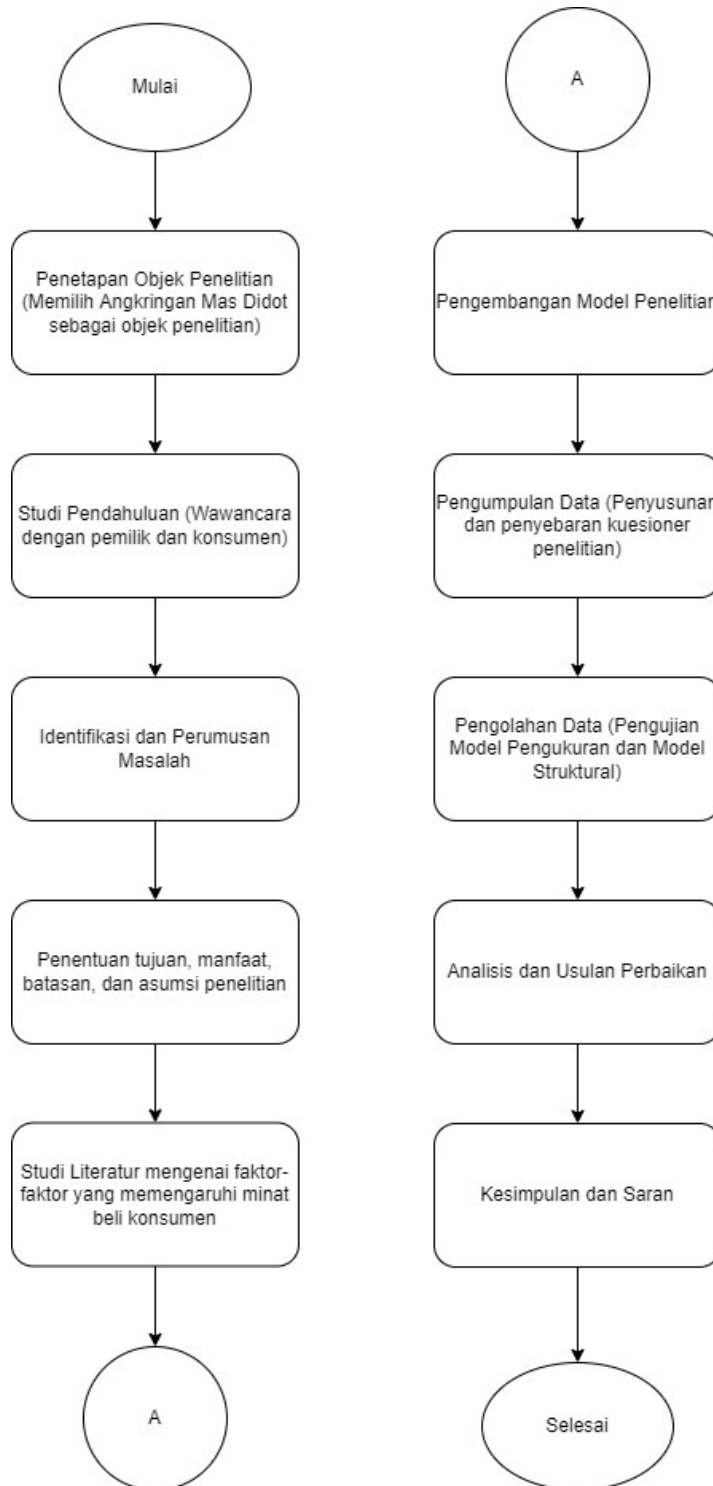 Mulai
Penetapan Objek Penelitian
(Memilih Angkringan Mas Didot
sebagai objek penelitian)
Studi Pendahuluan (Wawancara
dengan pemilik dan konsumen)
Identifikasi dan Perumusan
Masalah
Penentuan tujuan, manfaat,
batasan, dan asumsi penelitian
Studi Literatur mengenai faktor-
faktor yang memengaruhi minat
beli konsumen
A
A
Pengembangan Model Penelitian
Pengumpulan Data (Penyusunan
dan penyebaran kuesioner
penelitian)
Pengolahan Data (Pengujian
Model Pengukuran dan Model
Struktural)
Analisis dan Usulan Perbaikan
Kesimpulan dan Saran
Selesai